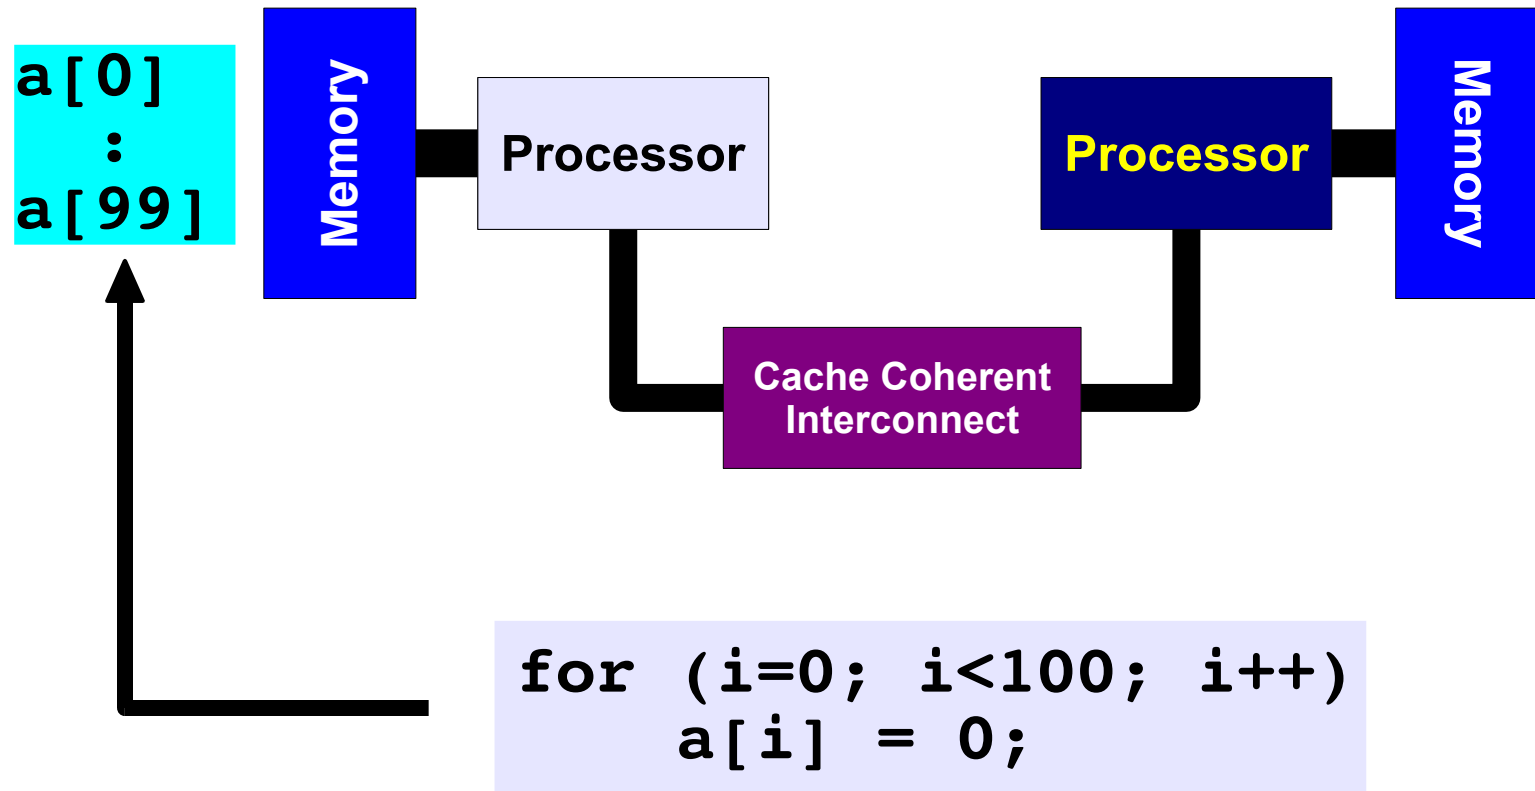 a[0]
:
a[99]
Memory
Processor
Processor
Memory
Cache Coherent
Interconnect
for (i=0; i<100; i++)
a[i] = 0;